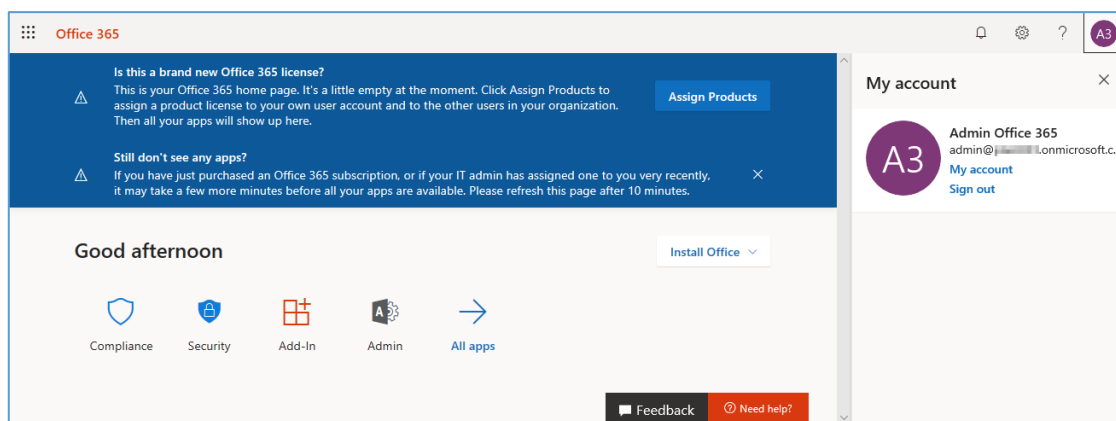 Office 365
?
A3
Is this a brand new Office 365 license?
This is your Office 365 home page. It's a little empty at the moment. Click Assign Products to
assign a product license to your own user account and to the other users in your organization.
Then all your apps will show up here.
Assign Products
Still don't see any apps?
If you have just purchased an Office 365 subscription, or if your IT admin has assigned one to you very recently,
it may take a few more minutes before all your apps are available. Please refresh this page after 10 minutes.
Good afternoon
Install Office
Compliance
Security
Add-In
A
Admin
All apps
Feedback
Need help?
My account
A3
Admin Office 365
admin@ .onmicrosoft.c.
My account
Sign out